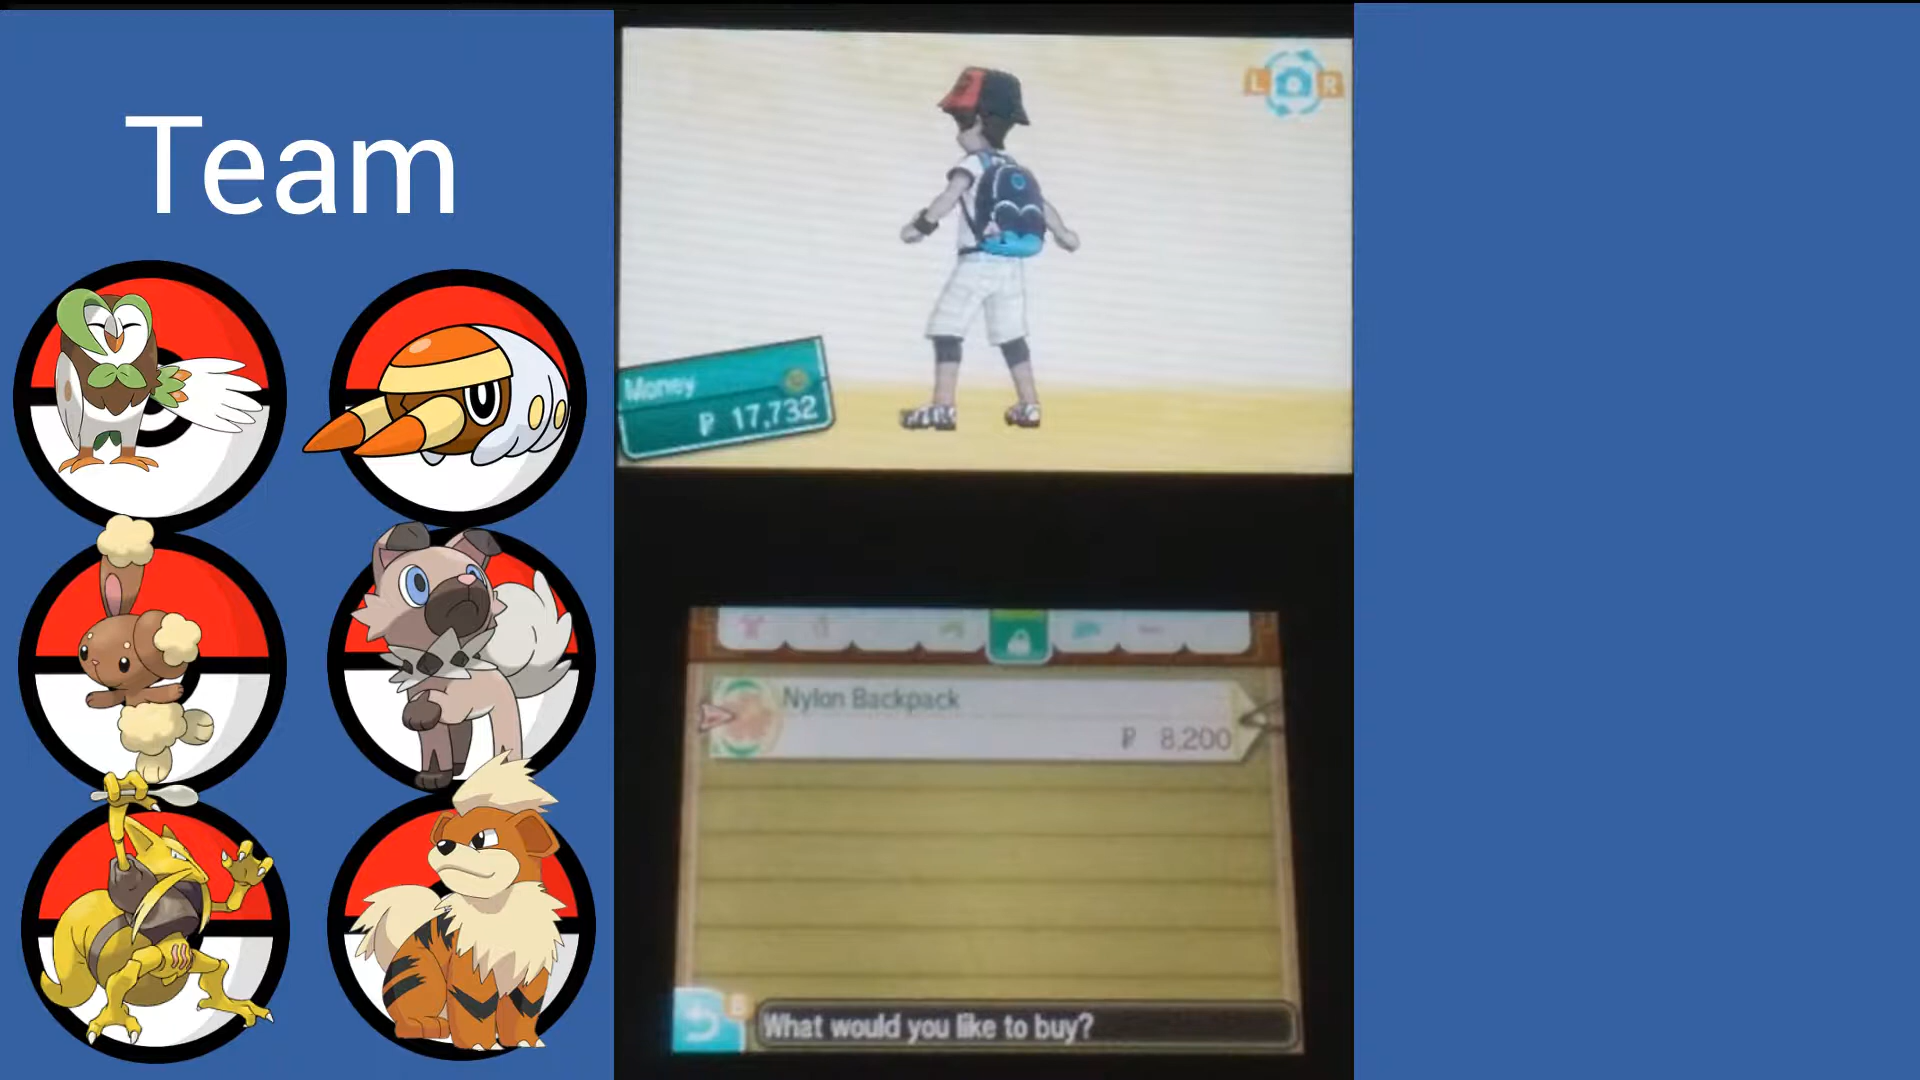 Team
L R
Money
₽ 17,732
Nylon Backpack
₽ 8,200
B
What would you like to buy?